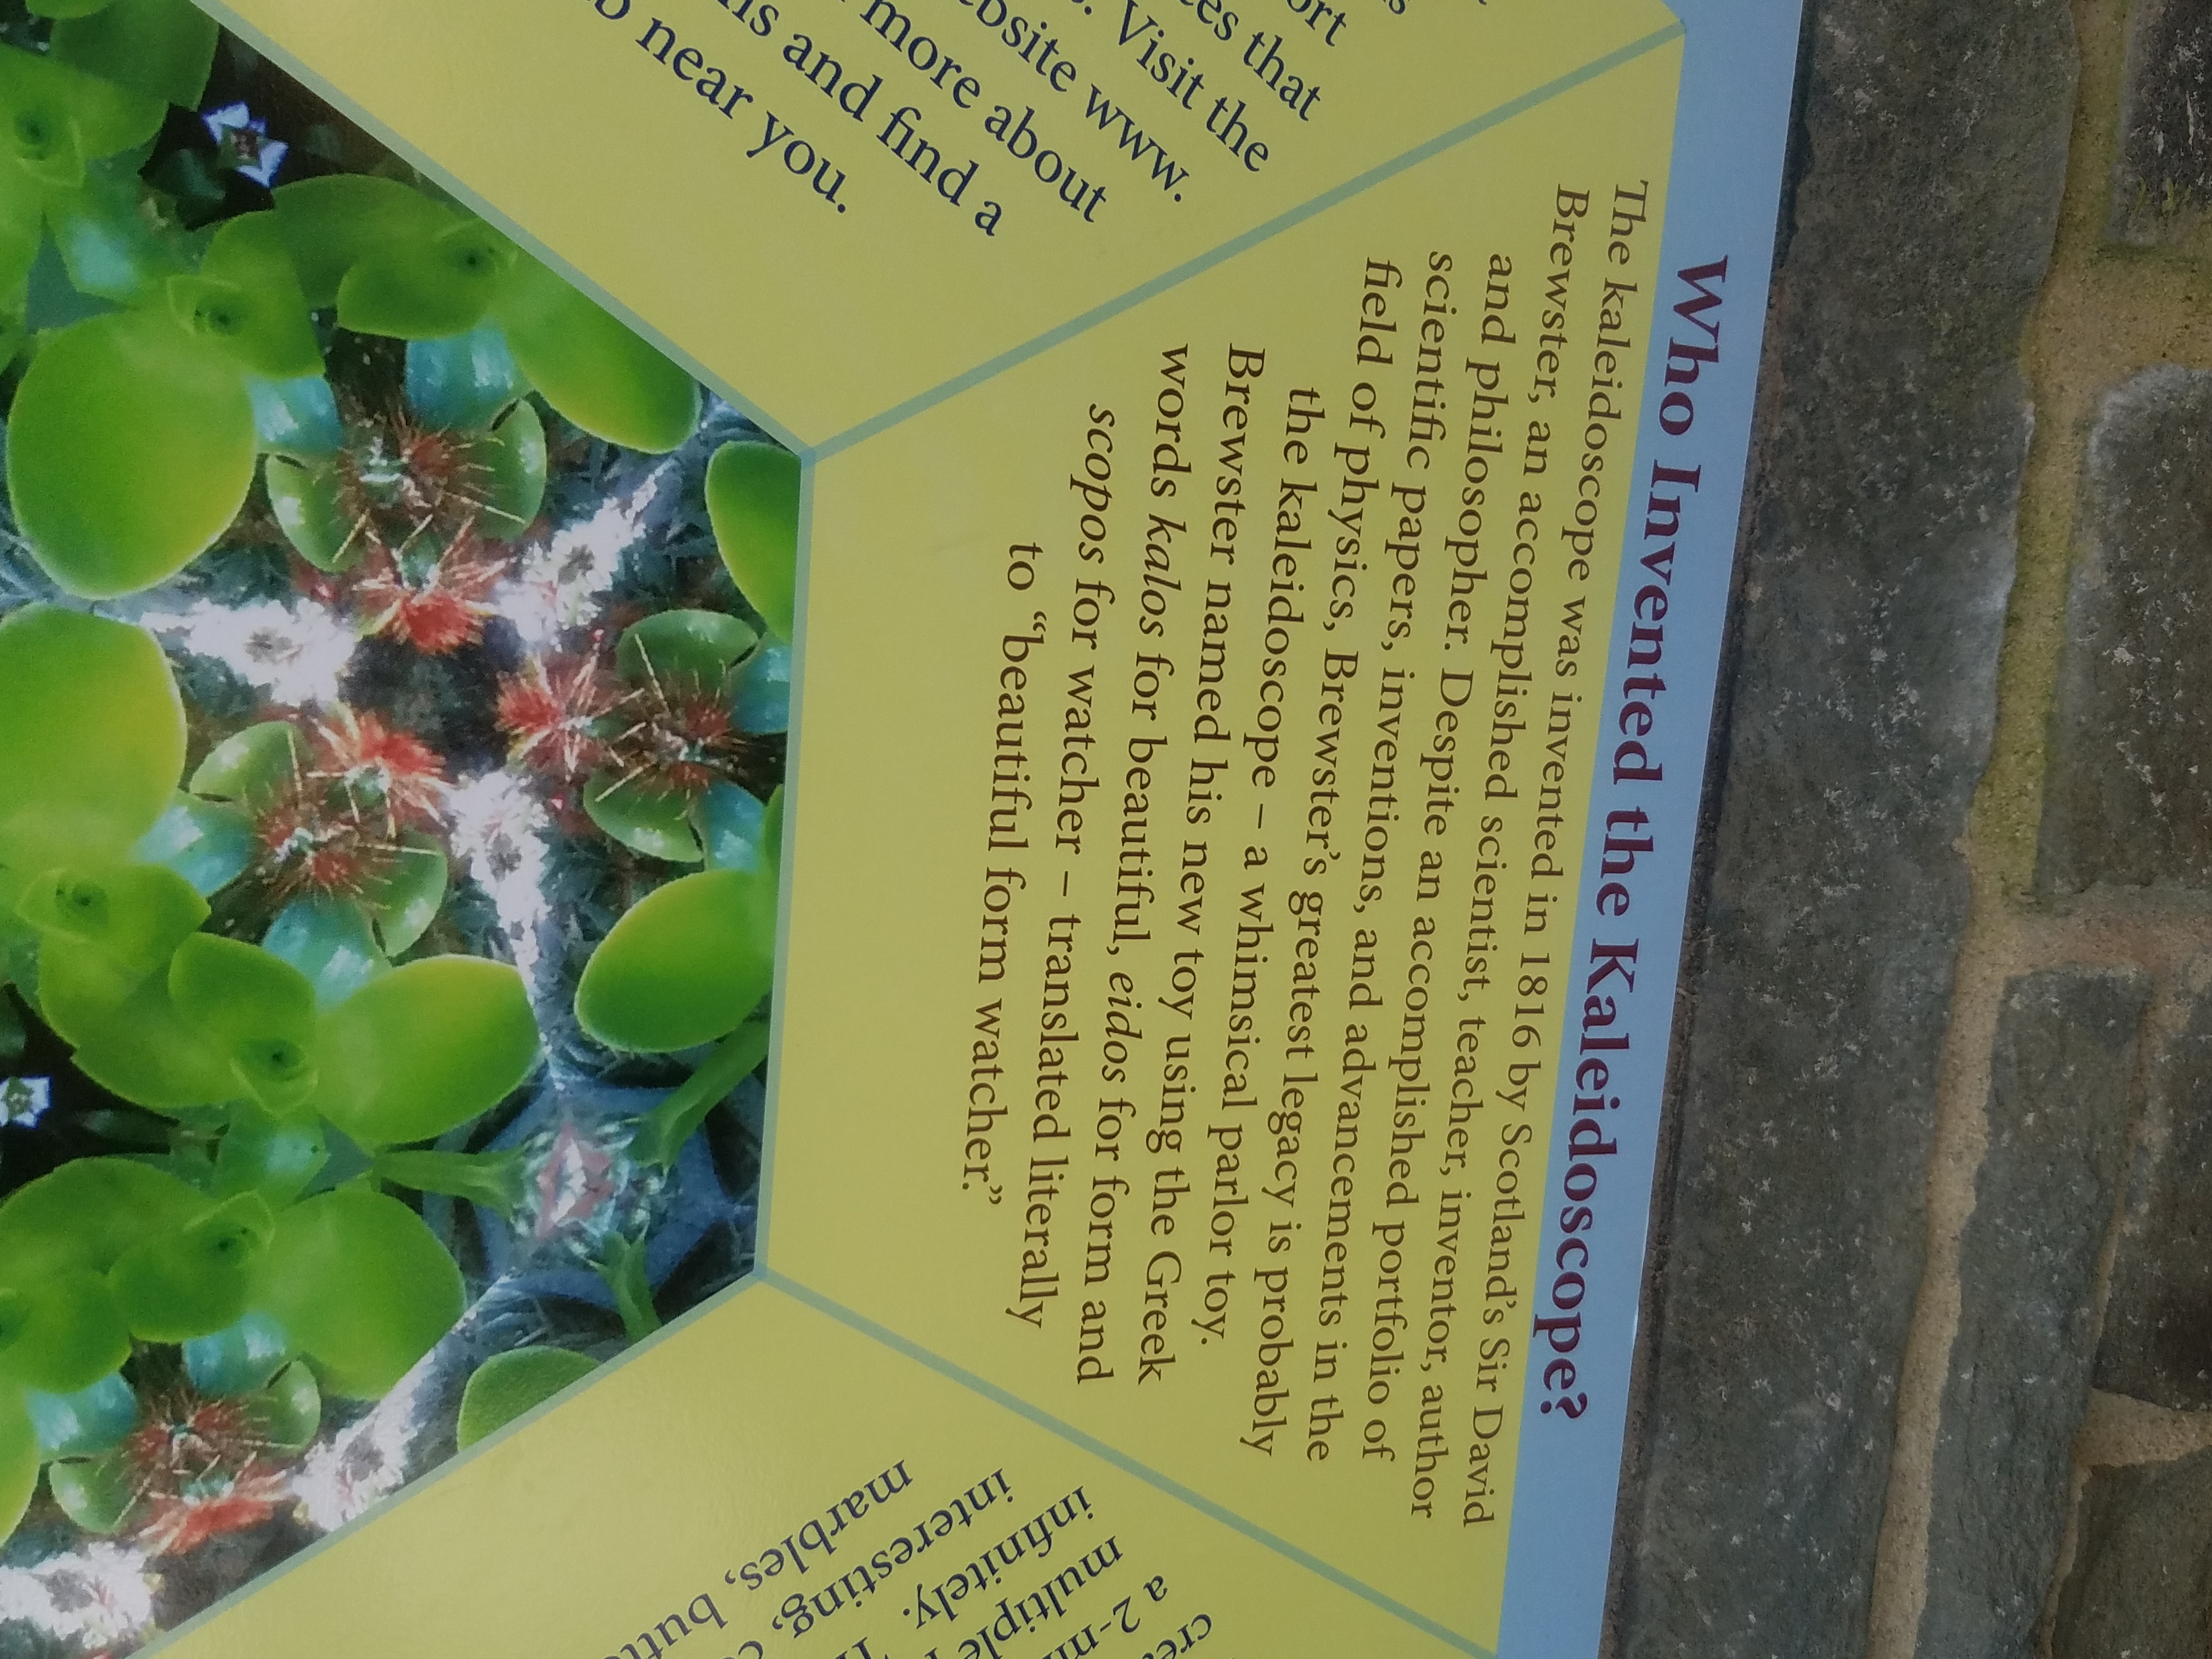 Who Invented the Kaleidoscope?
The kaleidoscope was invented in 1816 by Scotland's Sir David
Brewster, an accomplished scientist, teacher, inventor, author
and philosopher. Despite an accomplished portfolio of
scientific papers, inventions, and advancements in the
field of physics, Brewster's greatest legacy is probably
the kaleidoscope – a whimsical parlor toy.
Brewster named his new toy using the Greek
words kalos for beautiful, eidos for form and
scopos for watcher – translated literally
to “beautiful form watcher.”
that
Visit the
www.
more about
and find a
near you.
a
multiple
infinitely.
interesting,
marbles,